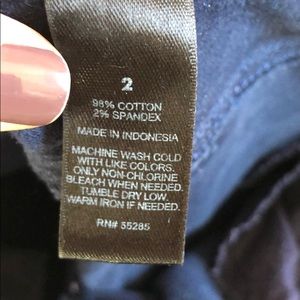 2
98% COTTON
2% SPANDEX
MADE IN INDONESIA
MACHINE WASH COLD
WITH LIKE COLORS.
ONLY NON-CHLORINE
BLEACH WHEN NEEDED.
TUMBLE DRY LOW.
WARM IRON IF NEEDED.
RN# 55285